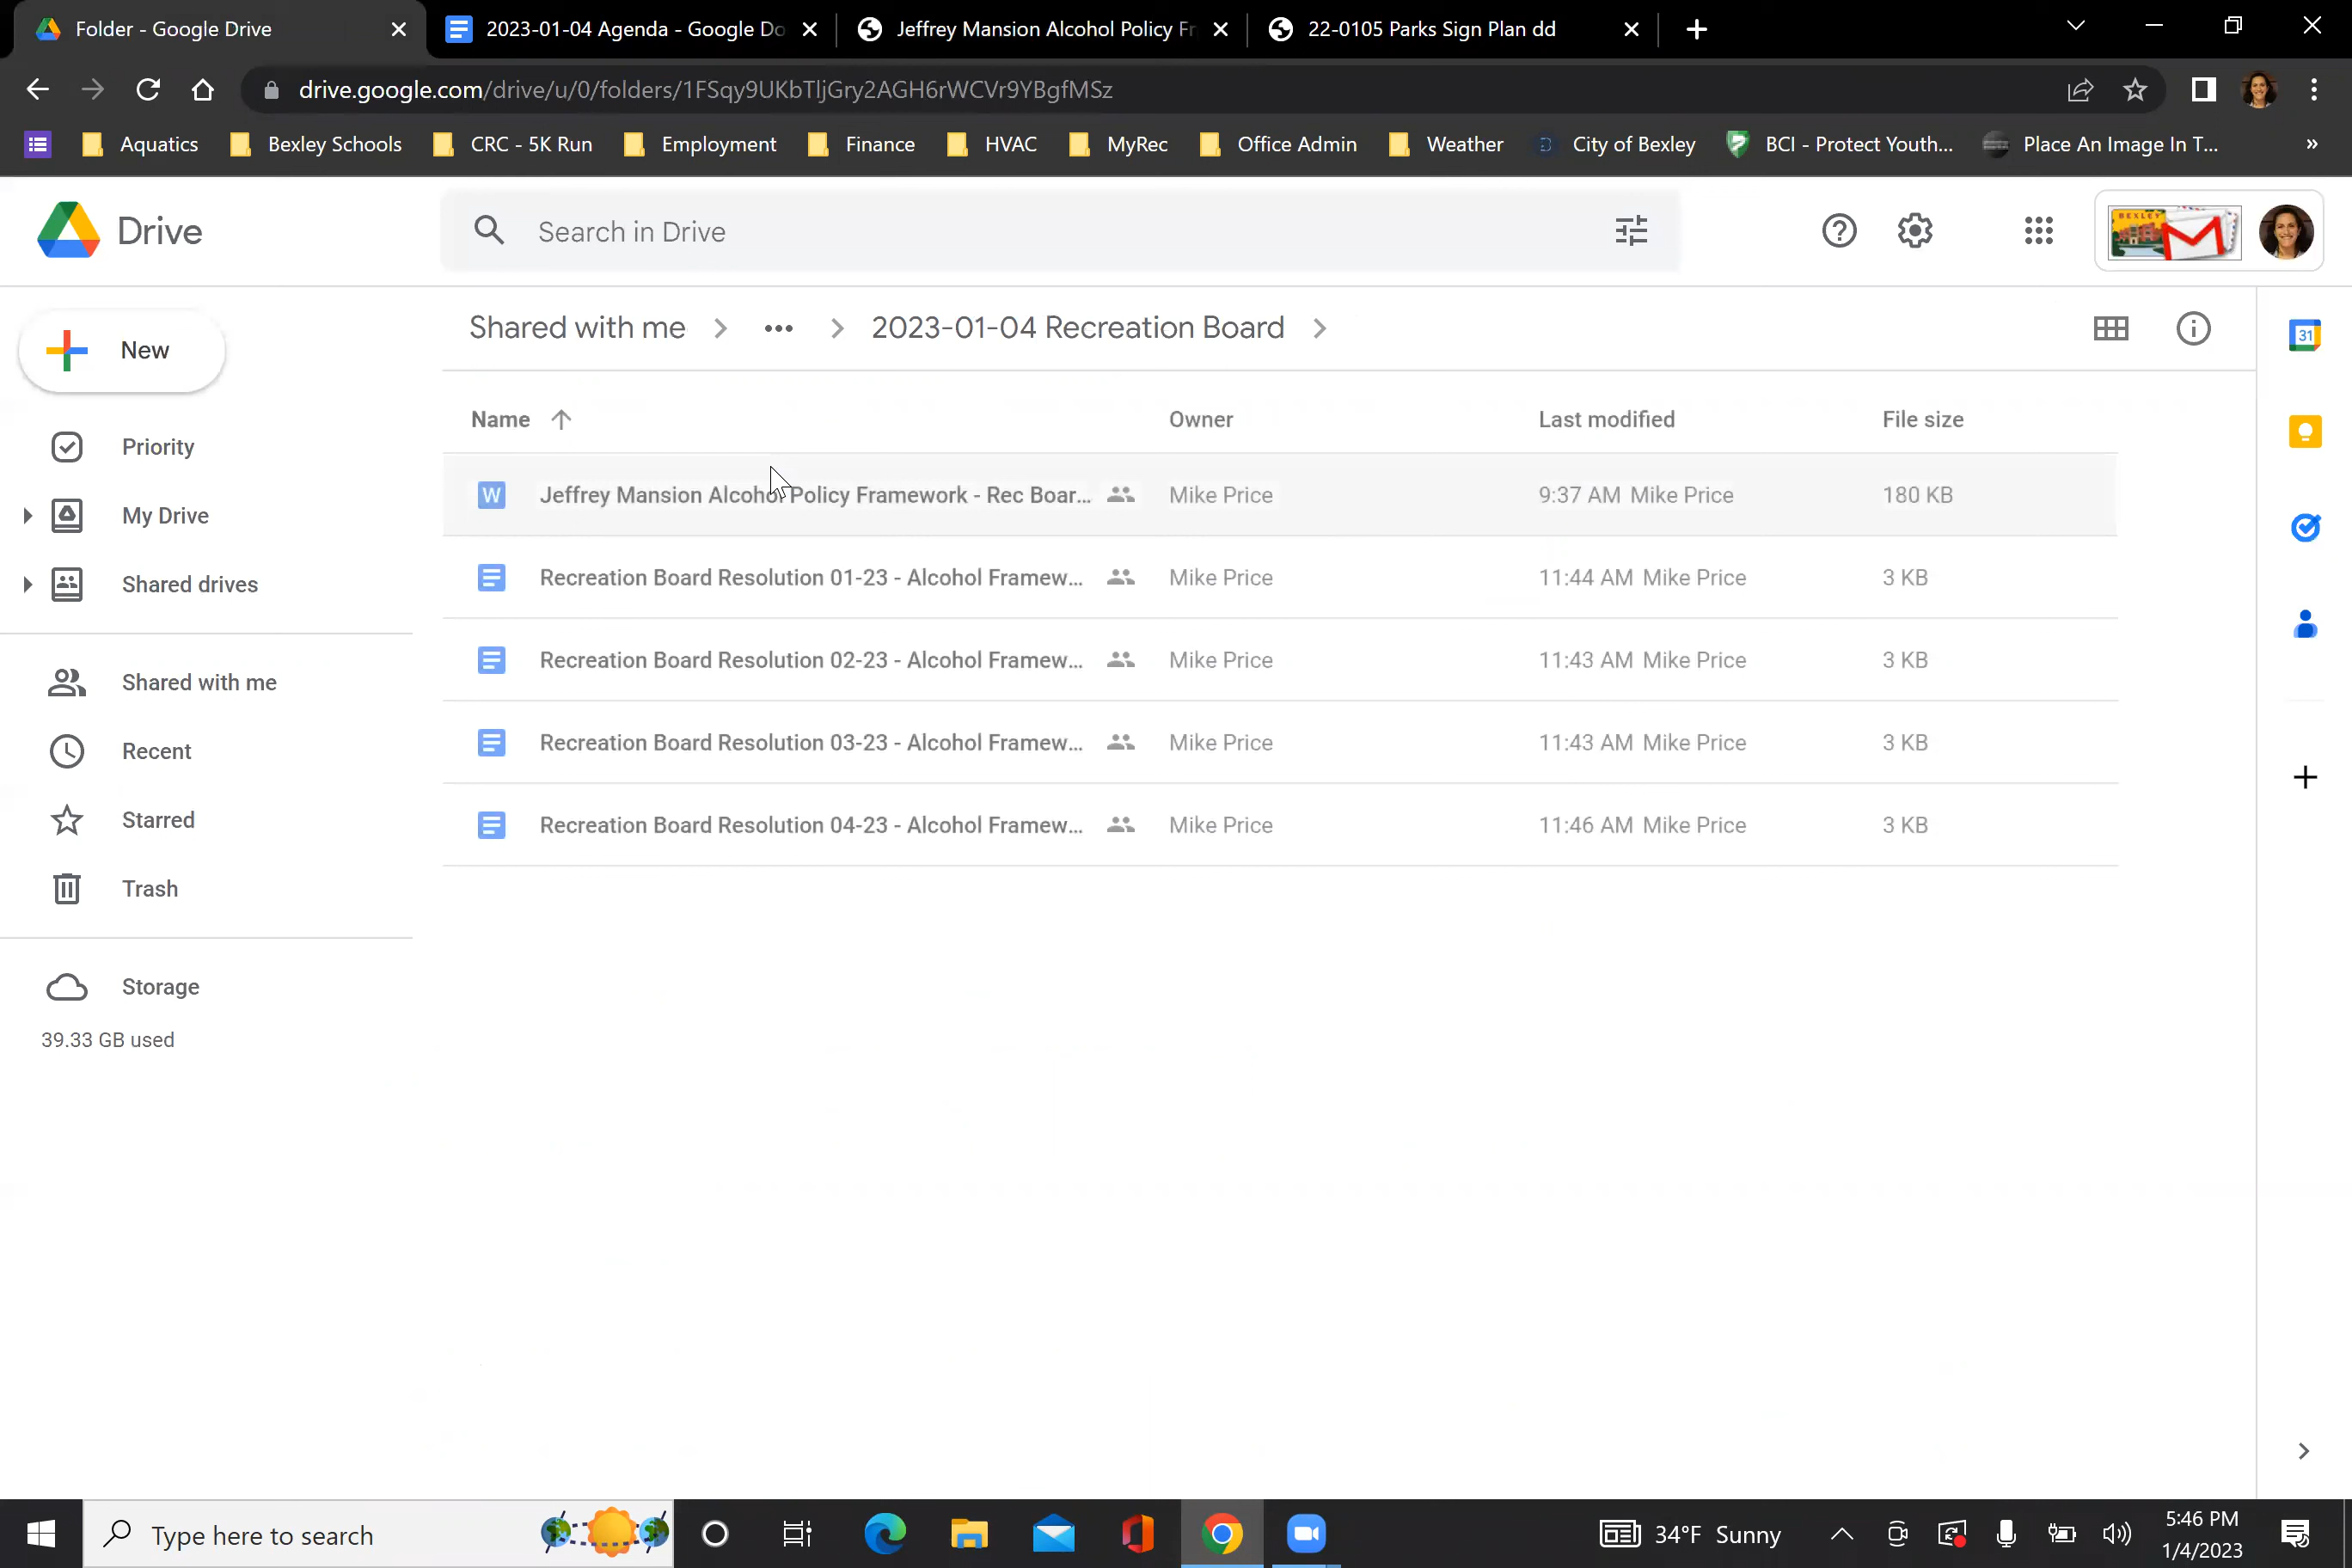 Folder - Google Drive
2023-01-04 Agenda - Google Do
Jeffrey Mansion Alcohol Policy Fr
22-0105 Parks Sign Plan dd
drive.google.com/drive/u/0/folders/1FSqy9UKbTljGry2AGH6rWCVr9YBgfMSz
Aquatics
Bexley Schools
CRC - 5K Run
Employment
Finance
HVAC
MyRec
Office Admin
Weather
City of Bexley
BCI - Protect Youth...
Place An Image In T...
»
Drive
Search in Drive
BEXLEY
New
Shared with me
2023-01-04 Recreation Board
31
Priority
My Drive
Shared drives
Shared with me
Recent
Starred
Trash
Storage
39.33 GB used
Name Owner Last modified File size
W Jeffrey Mansion Alcohol Policy Framework - Rec Boar... Mike Price 9:37 AM Mike Price 180 KB
Recreation Board Resolution 01-23 - Alcohol Framew... Mike Price 11:44 AM Mike Price 3 KB
Recreation Board Resolution 02-23 - Alcohol Framew... Mike Price 11:43 AM Mike Price 3 KB
Recreation Board Resolution 03-23 - Alcohol Framew... Mike Price 11:43 AM Mike Price 3 KB
Recreation Board Resolution 04-23 - Alcohol Framew... Mike Price 11:46 AM Mike Price 3 KB
Type here to search
34°F Sunny
5:46 PM
1/4/2023